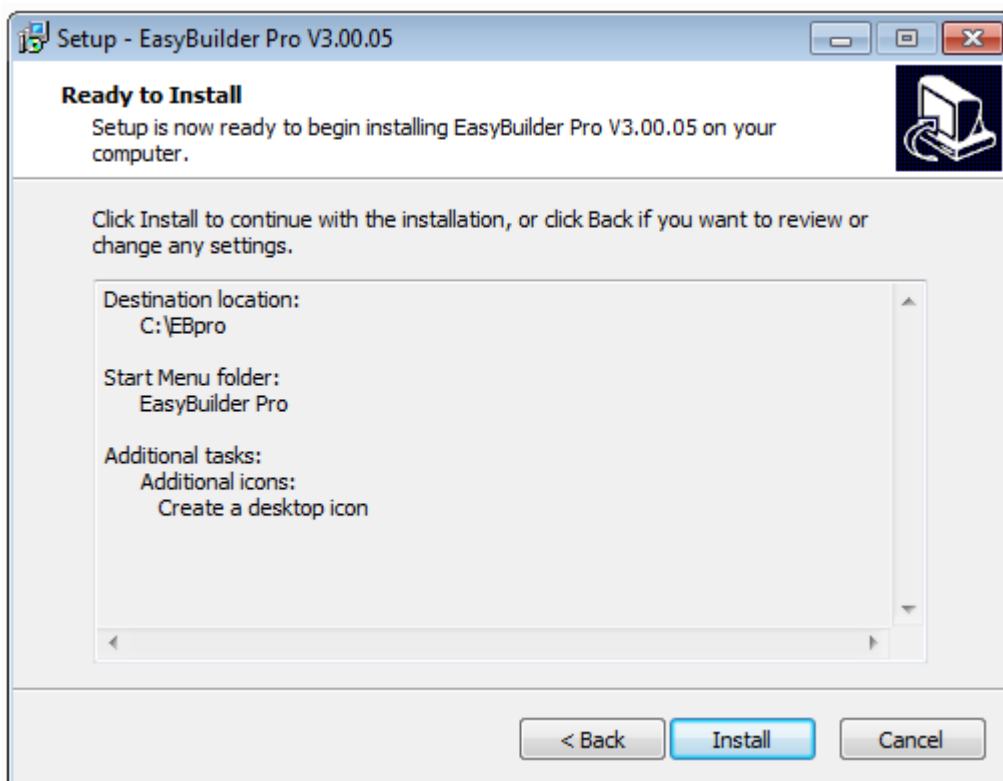 Setup - EasyBuilder Pro V3.00.05
Ready to Install
Setup is now ready to begin installing EasyBuilder Pro V3.00.05 on your
computer.
Click Install to continue with the installation, or click Back if you want to review or
change any settings.
Destination location:
C:\EBpro
Start Menu folder:
EasyBuilder Pro
Additional tasks:
Additional icons:
Create a desktop icon
< Back
Install
Cancel